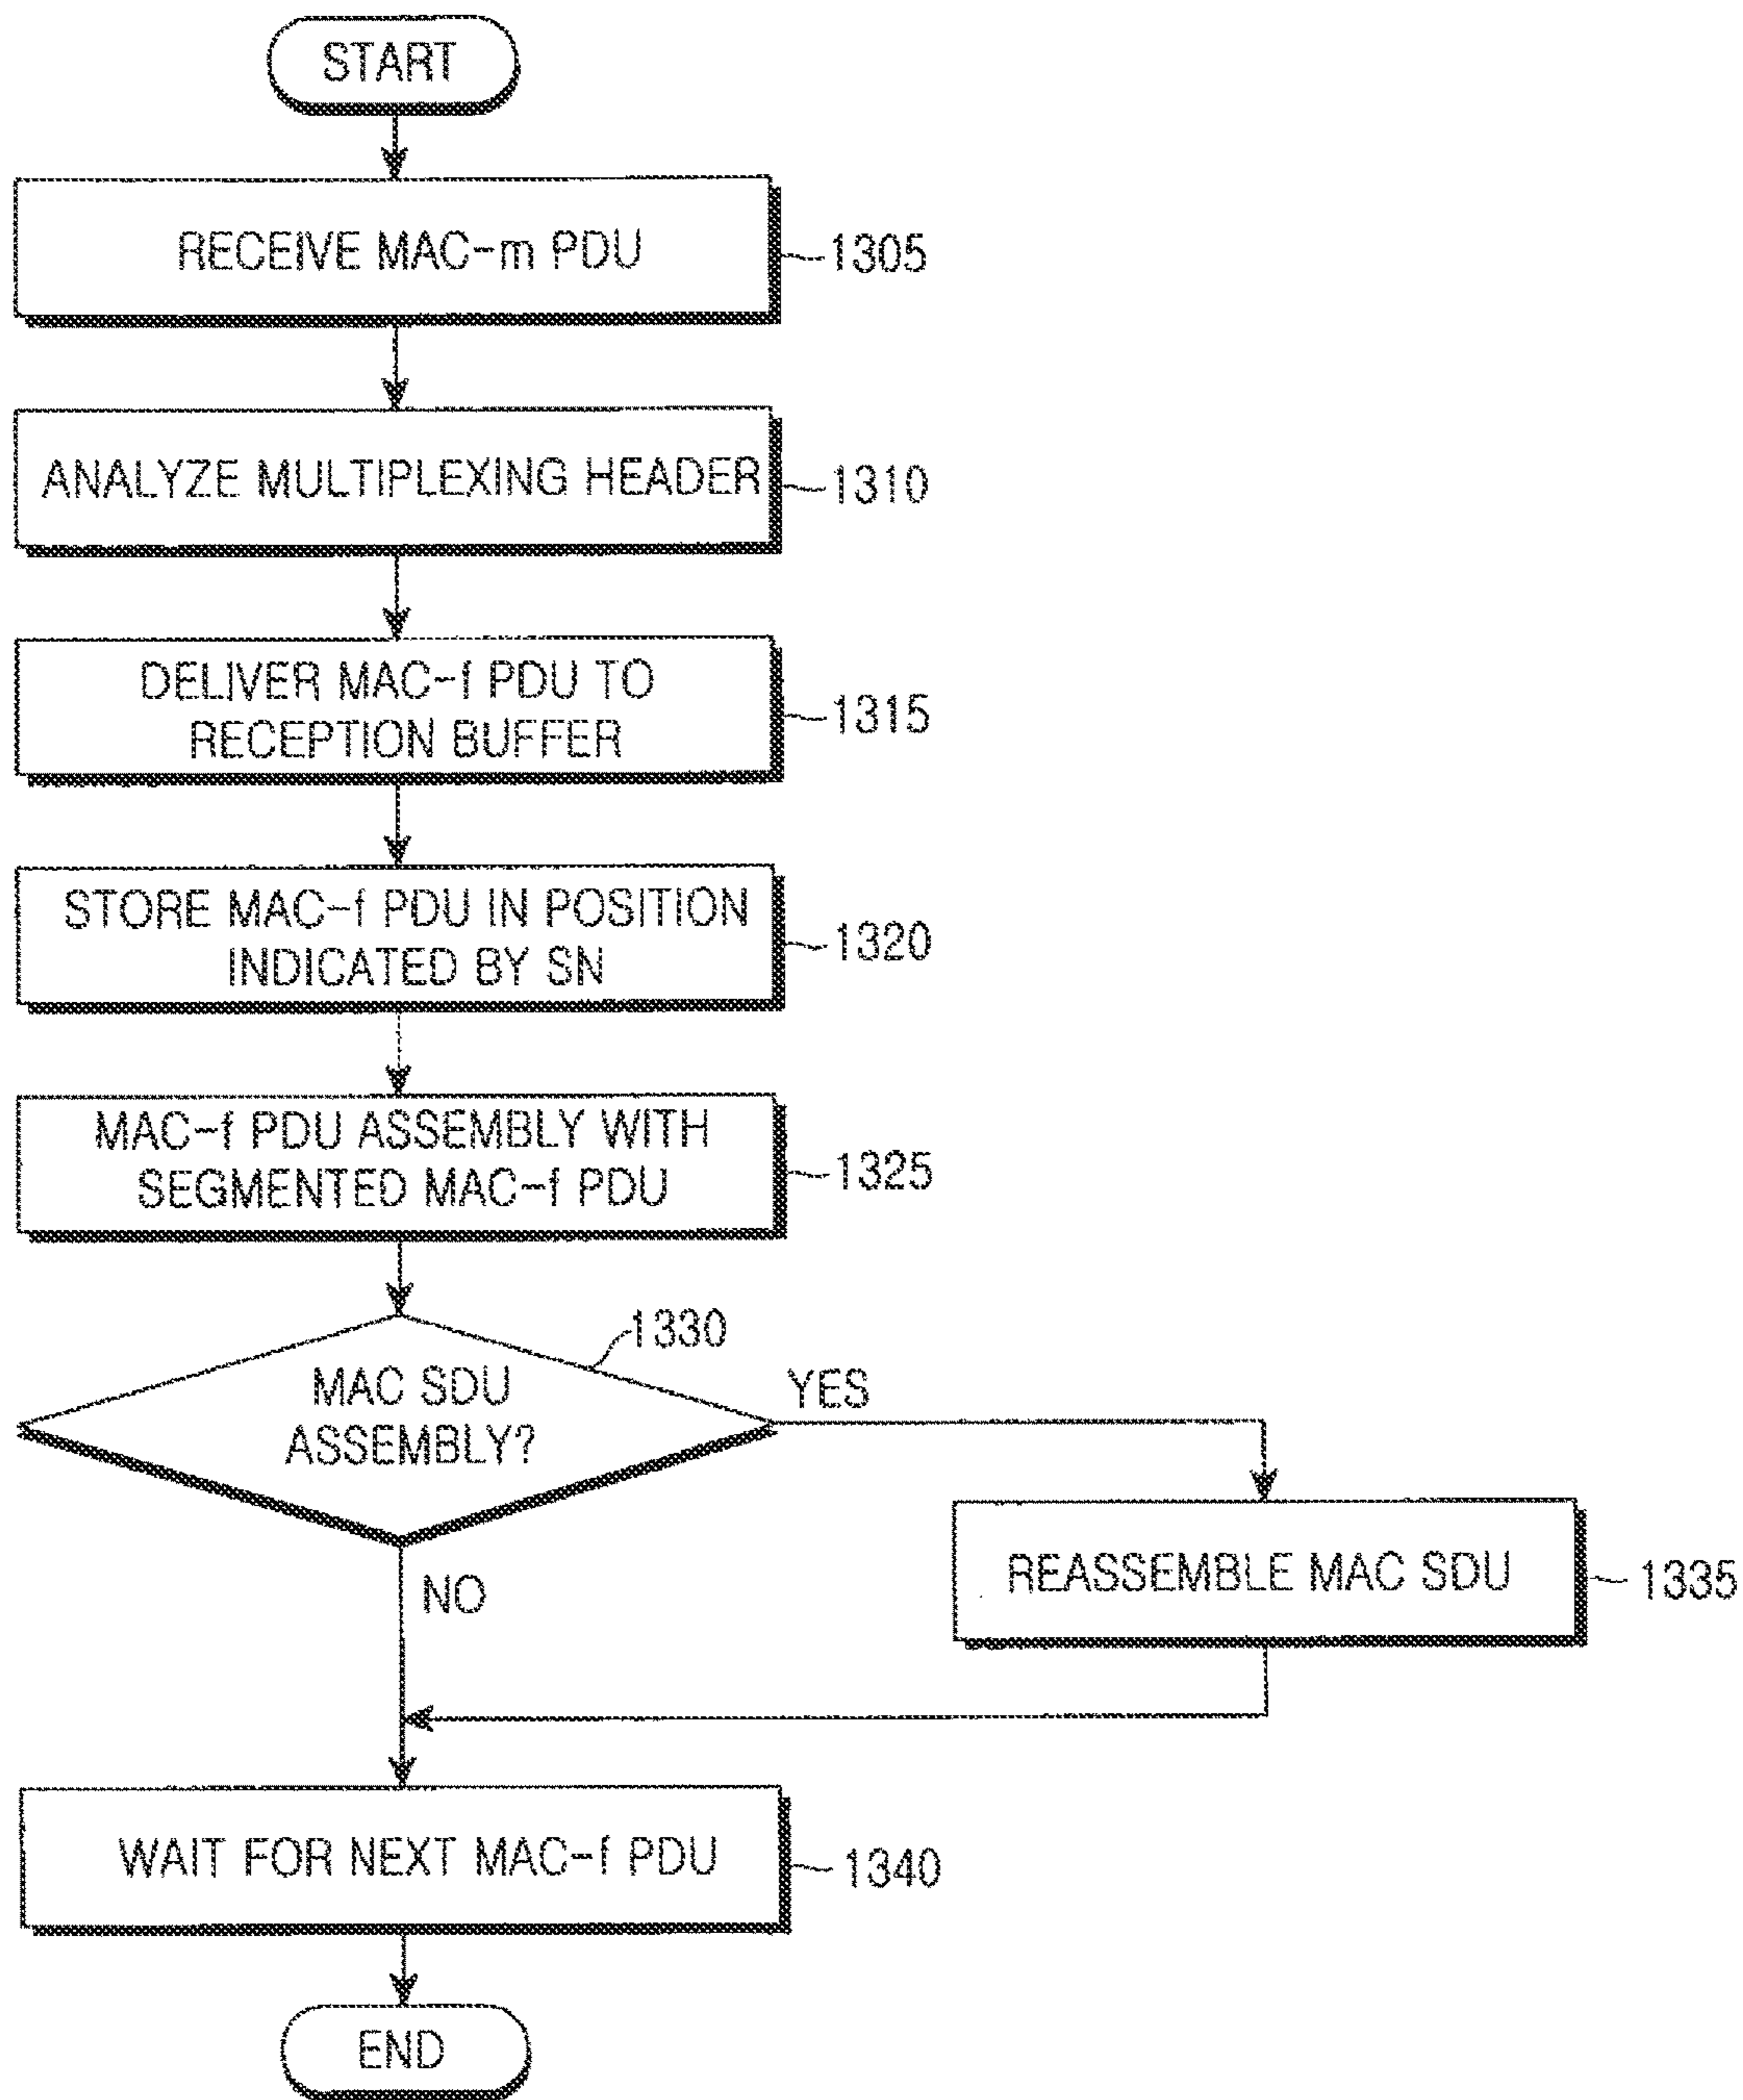 START
RECEIVE MAC-m PDU
1305
ANALYZE MULTIPLEXING HEADER
1310
DELIVER MAC-f PDU TO
RECEPTION BUFFER
1315
STORE MAC-f PDU IN POSITION
INDICATED BY SN
1320
MAC-f PDU ASSEMBLY WITH
SEGMENTED MAC-f PDU
1325
1330
MAC SDU
ASSEMBLY?
YES
NO
REASSEMBLE MAC SDU
1335
WAIT FOR NEXT MAC-f PDU
1340
END